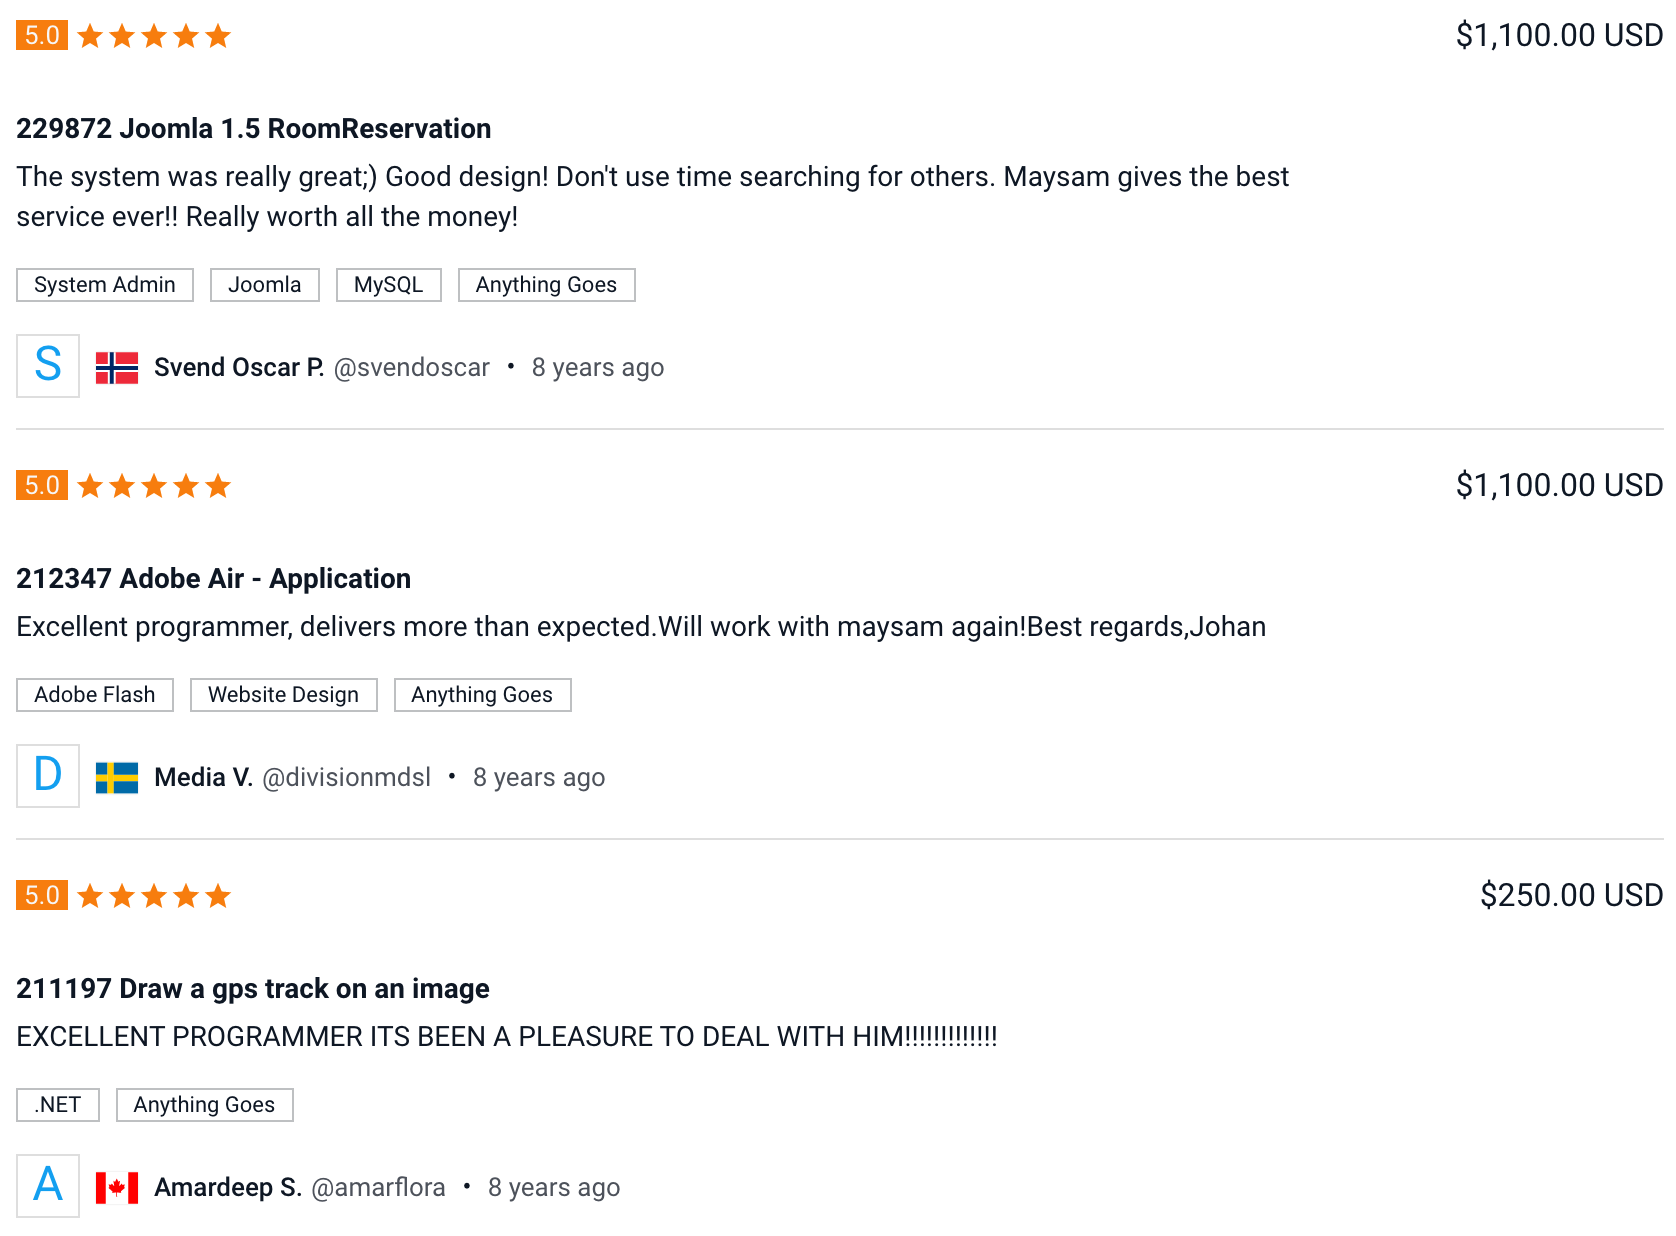 5.0 $1,100.00 USD
229872 Joomla 1.5 RoomReservation
The system was really great;) Good design! Don't use time searching for others. Maysam gives the best
service ever!! Really worth all the money!
System Admin Joomla MySQL Anything Goes
S Svend Oscar P. @svendoscar • 8 years ago
5.0 $1,100.00 USD
212347 Adobe Air - Application
Excellent programmer, delivers more than expected.Will work with maysam again!Best regards,Johan
Adobe Flash Website Design Anything Goes
D Media V. @divisionmdsl • 8 years ago
5.0 $250.00 USD
211197 Draw a gps track on an image
EXCELLENT PROGRAMMER ITS BEEN A PLEASURE TO DEAL WITH HIM!!!!!!!!!!!!!
.NET Anything Goes
A Amardeep S. @amarflora • 8 years ago